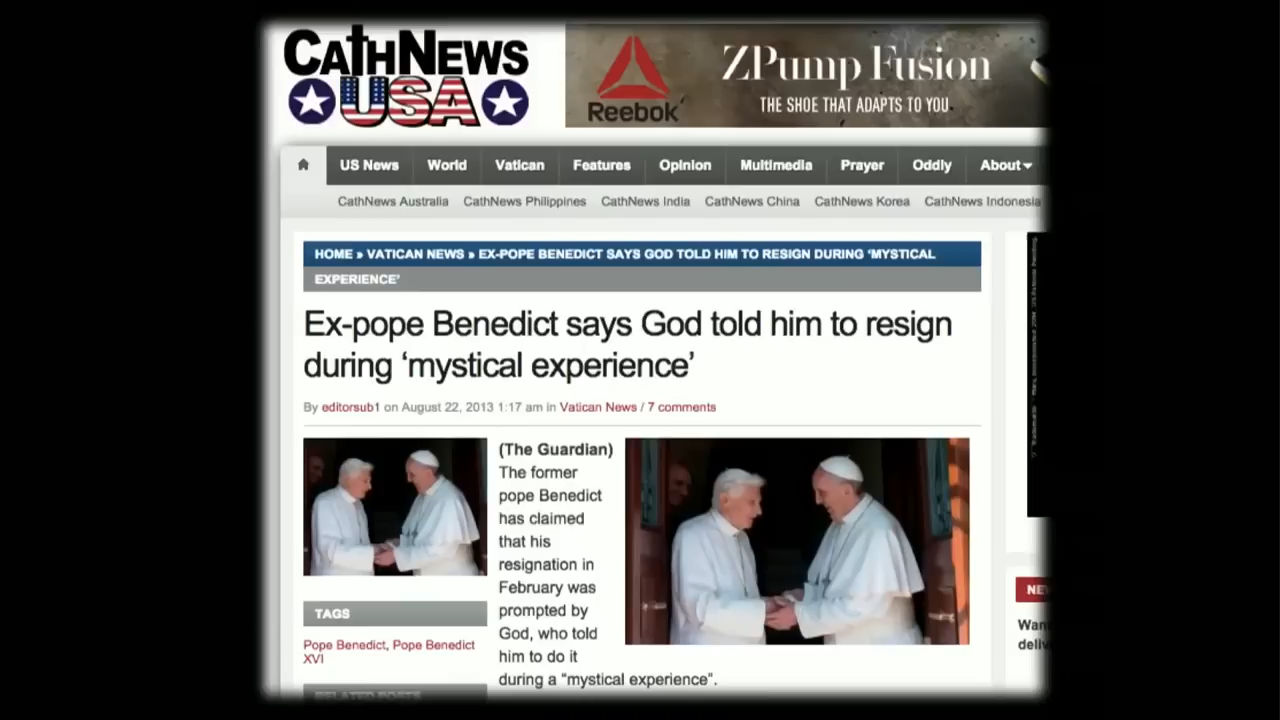 CATHNEWS
USA
Reebok
ZPump Fusion
THE SHOE THAT ADAPTS TO YOU
US News World Vatican Features Opinion Multimedia Prayer Oddly About
CathNews Australia CathNews Philippines CathNews India CathNews China CathNews Korea CathNews Indonesia
HOME » VATICAN NEWS » EX-POPE BENEDICT SAYS GOD TOLD HIM TO RESIGN DURING ‘MYSTICAL
EXPERIENCE’
Ex-pope Benedict says God told him to resign
during ‘mystical experience’
By editorsub1 on August 22, 2013 1:17 am in Vatican News / 7 comments
(The Guardian)
The former
pope Benedict
has claimed
that his
resignation in
February was
prompted by
God, who told
him to do it
during a “mystical experience”.
TAGS
Pope Benedict, Pope Benedict
XVI
RELATED POSTS